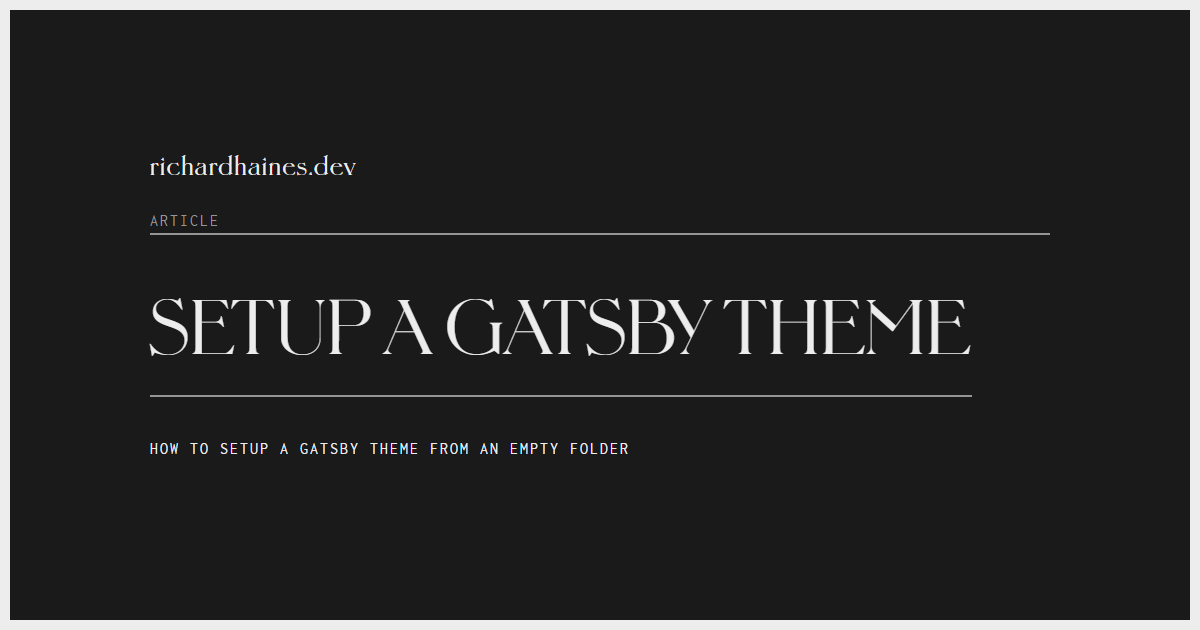 richardhaines.dev
ARTICLE
SETUP A GATSBY THEME
HOW TO SETUP A GATSBY THEME FROM AN EMPTY FOLDER